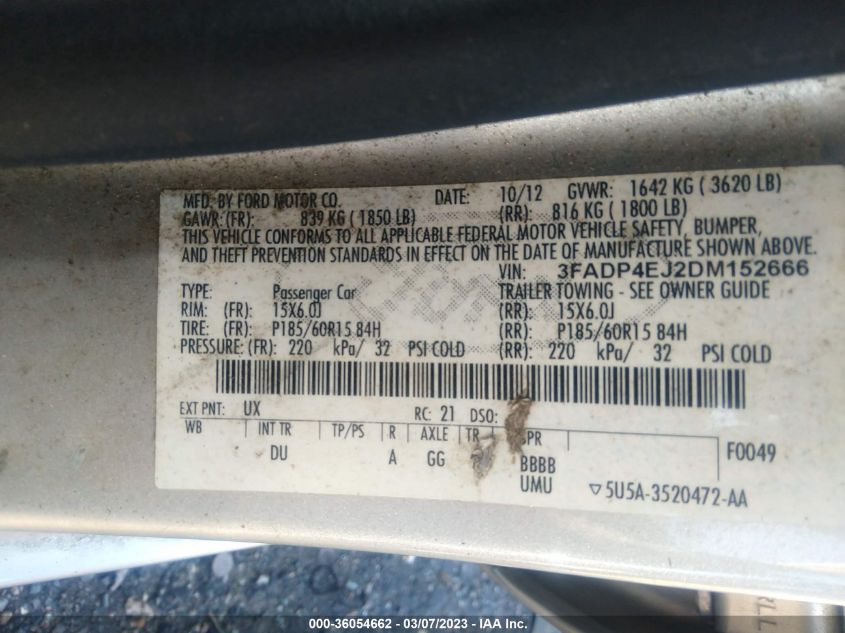 MFD. BY FORD MOTOR CO. DATE: 10/12 GVWR: 1642 KG ( 3620 LB)
GAWR: (FR): 839 KG ( 1850 LB) (RR): 816 KG ( 1800 LB)
THIS VEHICLE CONFORMS TO ALL APPLICABLE FEDERAL MOTOR VEHICLE SAFETY, BUMPER,
AND THEFT PREVENTION STANDARDS IN EFFECT ON THE DATE OF MANUFACTURE SHOWN ABOVE.
VIN: 3FADP4EJ2DM152666
TYPE: Passenger Car TRAILER TOWING - SEE OWNER GUIDE
RIM: (FR): 15X6.0J (RR): 15X6.0J
TIRE: (FR): P185/60R15 84H (RR): P185/60R15 84H
PRESSURE: (FR): 220 kPa/ 32 PSI COLD (RR): 220 kPa/ 32 PSI COLD
EXT PNT: UX RC: 21 DSO:
WB INT TR TP/PS R AXLE TR SPR F0049
DU A GG BBBB
UMU ▽5U5A-3520472-AA
000-36054662 - 03/07/2023 - IAA Inc.